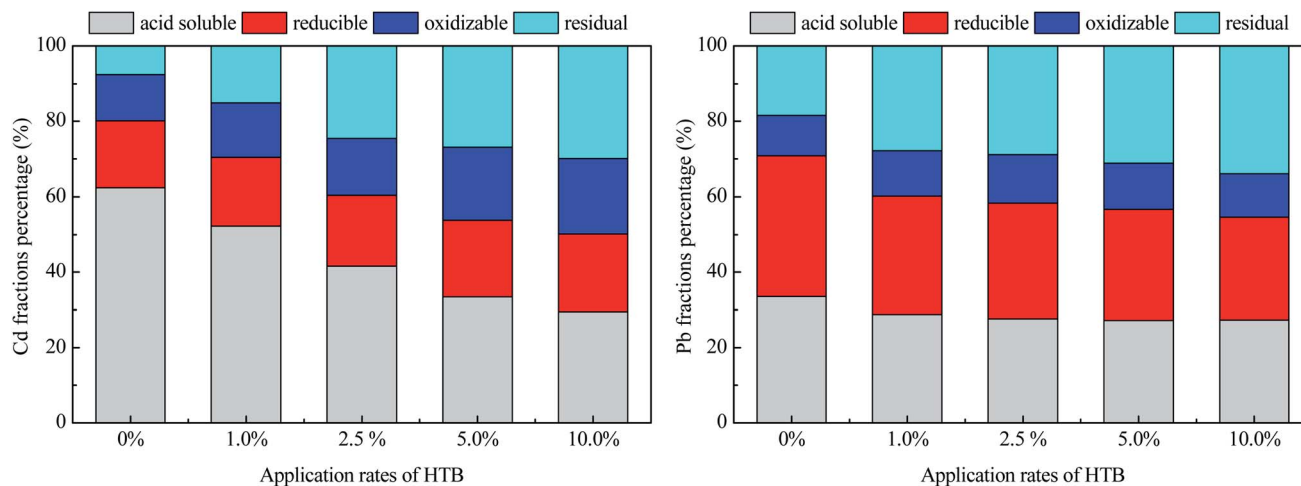 acid soluble reducible oxidizable residual
100
80
60
40
20
0
Cd fractions percentage (%)
0% 1.0% 2.5 % 5.0% 10.0%
Application rates of HTB
acid soluble reducible oxidizable residual
100
80
60
40
20
0
Pb fractions percentage (%)
0% 1.0% 2.5 % 5.0% 10.0%
Application rates of HTB